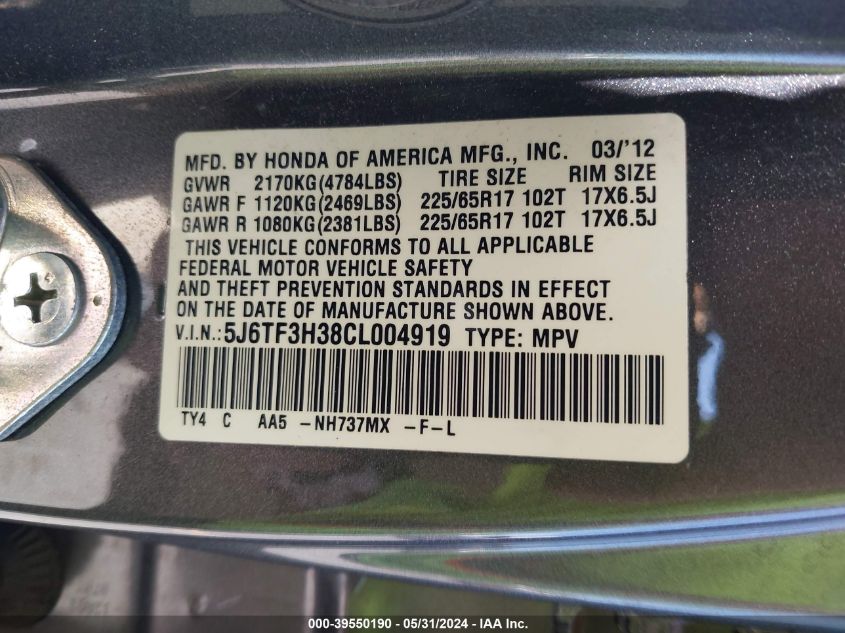 MFD. BY HONDA OF AMERICA MFG., INC. 03/'12
GVWR 2170KG(4784LBS) TIRE SIZE RIM SIZE
GAWR F 1120KG(2469LBS) 225/65R17 102T 17X6.5J
GAWR R 1080KG(2381LBS) 225/65R17 102T 17X6.5J
THIS VEHICLE CONFORMS TO ALL APPLICABLE
FEDERAL MOTOR VEHICLE SAFETY
AND THEFT PREVENTION STANDARDS IN EFFECT
ON THE DATE OF MANUFACTURE SHOWN ABOVE.
V.I.N.:5J6TF3H38CL004919 TYPE: MPV
TY4 C AA5 -NH737MX -F-L
000-39550190 - 05/31/2024 - IAA Inc.